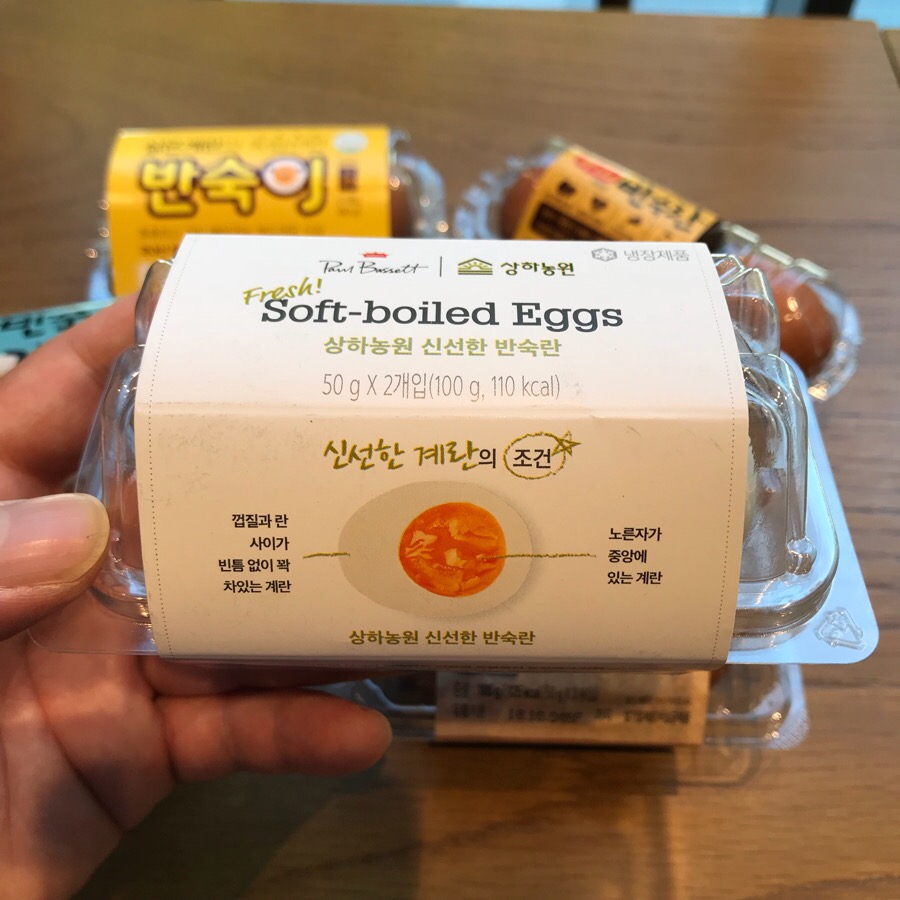 반숙이
반숙란
Paul Bassett | 상하농원
냉장제품
Fresh!
Soft-boiled Eggs
상하농원 신선한 반숙란
50 g X 2개입(100 g, 110 kcal)
신선한 계란의 조건
껍질과 란
사이가
빈틈 없이 꽉
차있는 계란
노른자가
중앙에
있는 계란
상하농원 신선한 반숙란